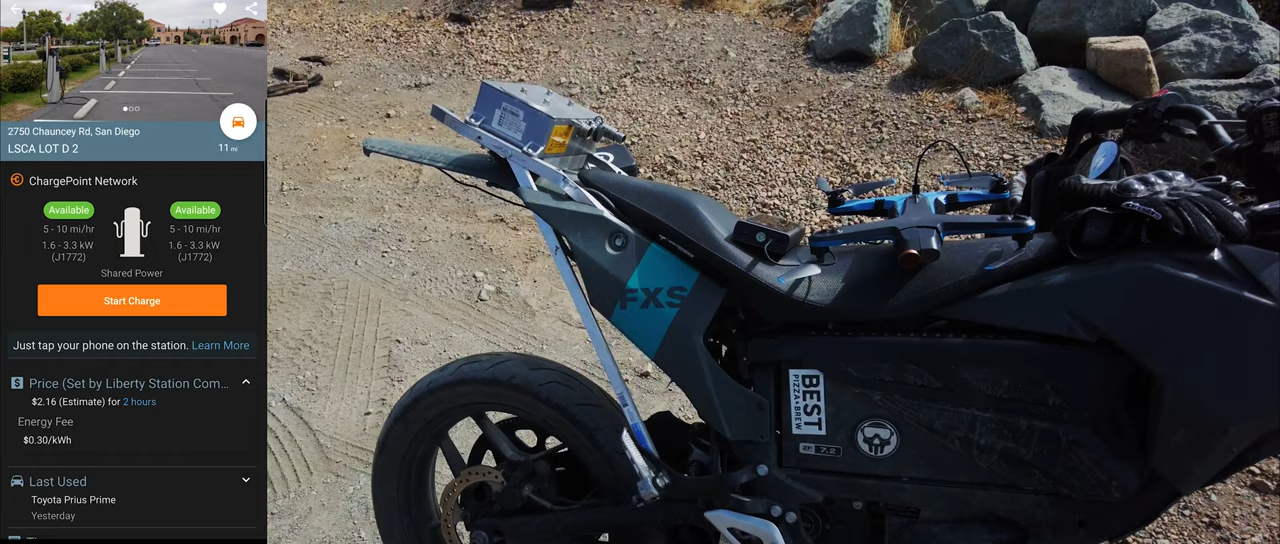 2750 Chauncey Rd, San Diego
LSCA LOT D 2
11 mi
ChargePoint Network
Available
Available
5 - 10 mi/hr
5 - 10 mi/hr
1.6 - 3.3 kW
1.6 - 3.3 kW
(J1772)
(J1772)
Shared Power
Start Charge
Just tap your phone on the station. Learn More
Price (Set by Liberty Station Com...
$2.16 (Estimate) for 2 hours
Energy Fee
$0.30/kWh
Last Used
Toyota Prius Prime
Yesterday
FXS
BEST
PIZZA & BREW
ZF 7.2